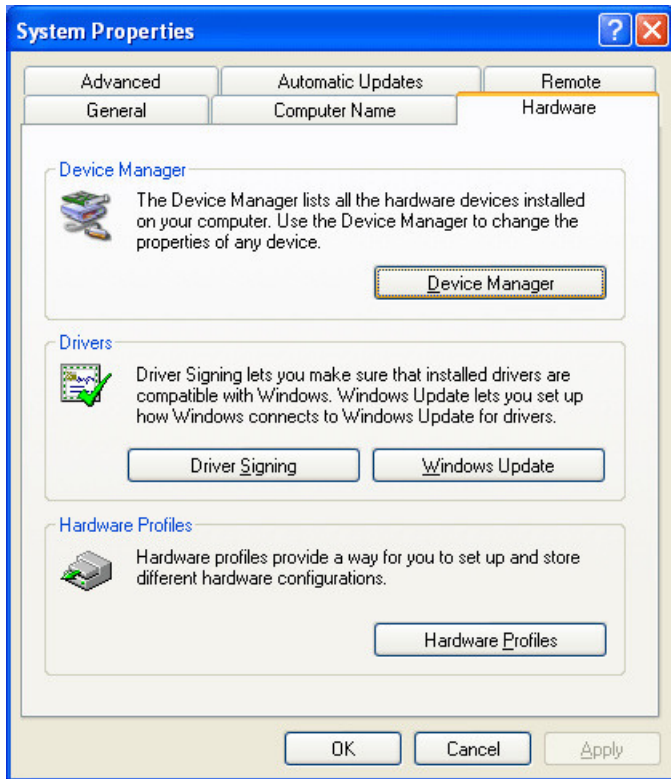 System Properties
?
Advanced
Automatic Updates
Remote
General
Computer Name
Hardware
Device Manager
The Device Manager lists all the hardware devices installed
on your computer. Use the Device Manager to change the
properties of any device.
Device Manager
Drivers
Driver Signing lets you make sure that installed drivers are
compatible with Windows. Windows Update lets you set up
how Windows connects to Windows Update for drivers.
Driver Signing
Windows Update
Hardware Profiles
Hardware profiles provide a way for you to set up and store
different hardware configurations.
Hardware Profiles
OK
Cancel
Apply